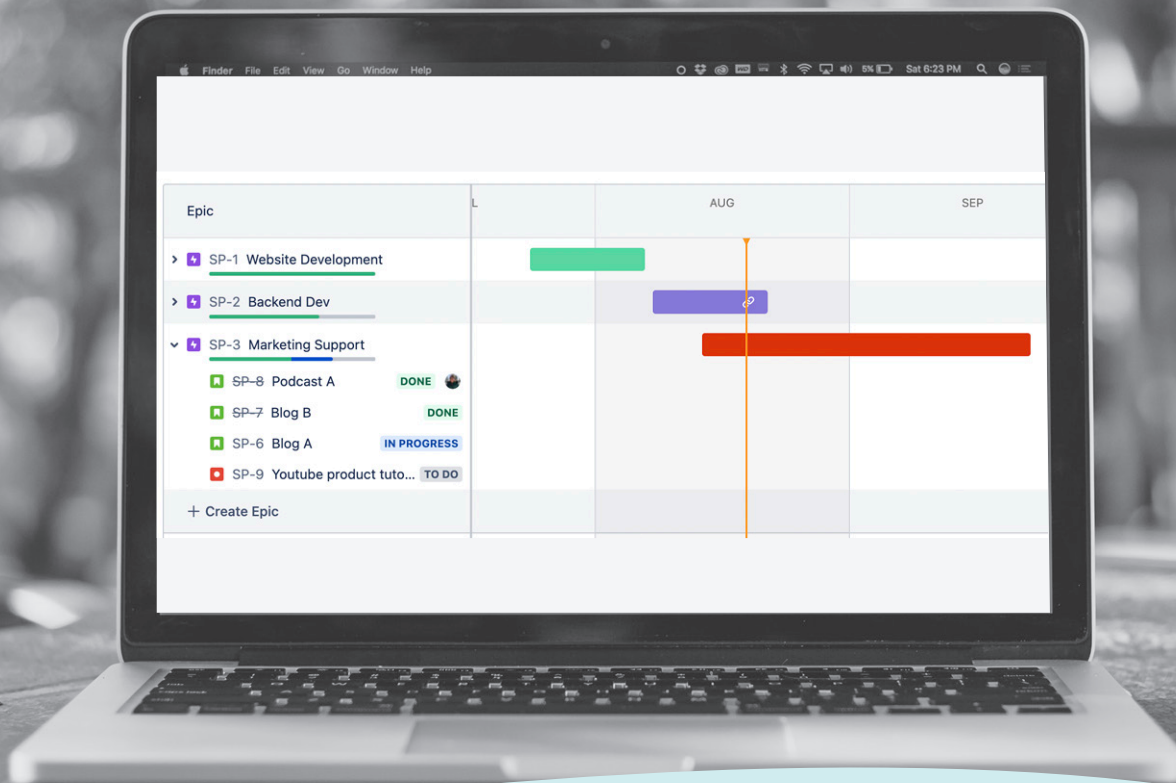 Finder File Edit View Go Window Help 5% Sat 6:23 PM
Epic L AUG SEP
SP-1 Website Development
SP-2 Backend Dev
SP-3 Marketing Support
SP-8 Podcast A DONE
SP-7 Blog B DONE
SP-6 Blog A IN PROGRESS
SP-9 Youtube product tuto... TO DO
+ Create Epic